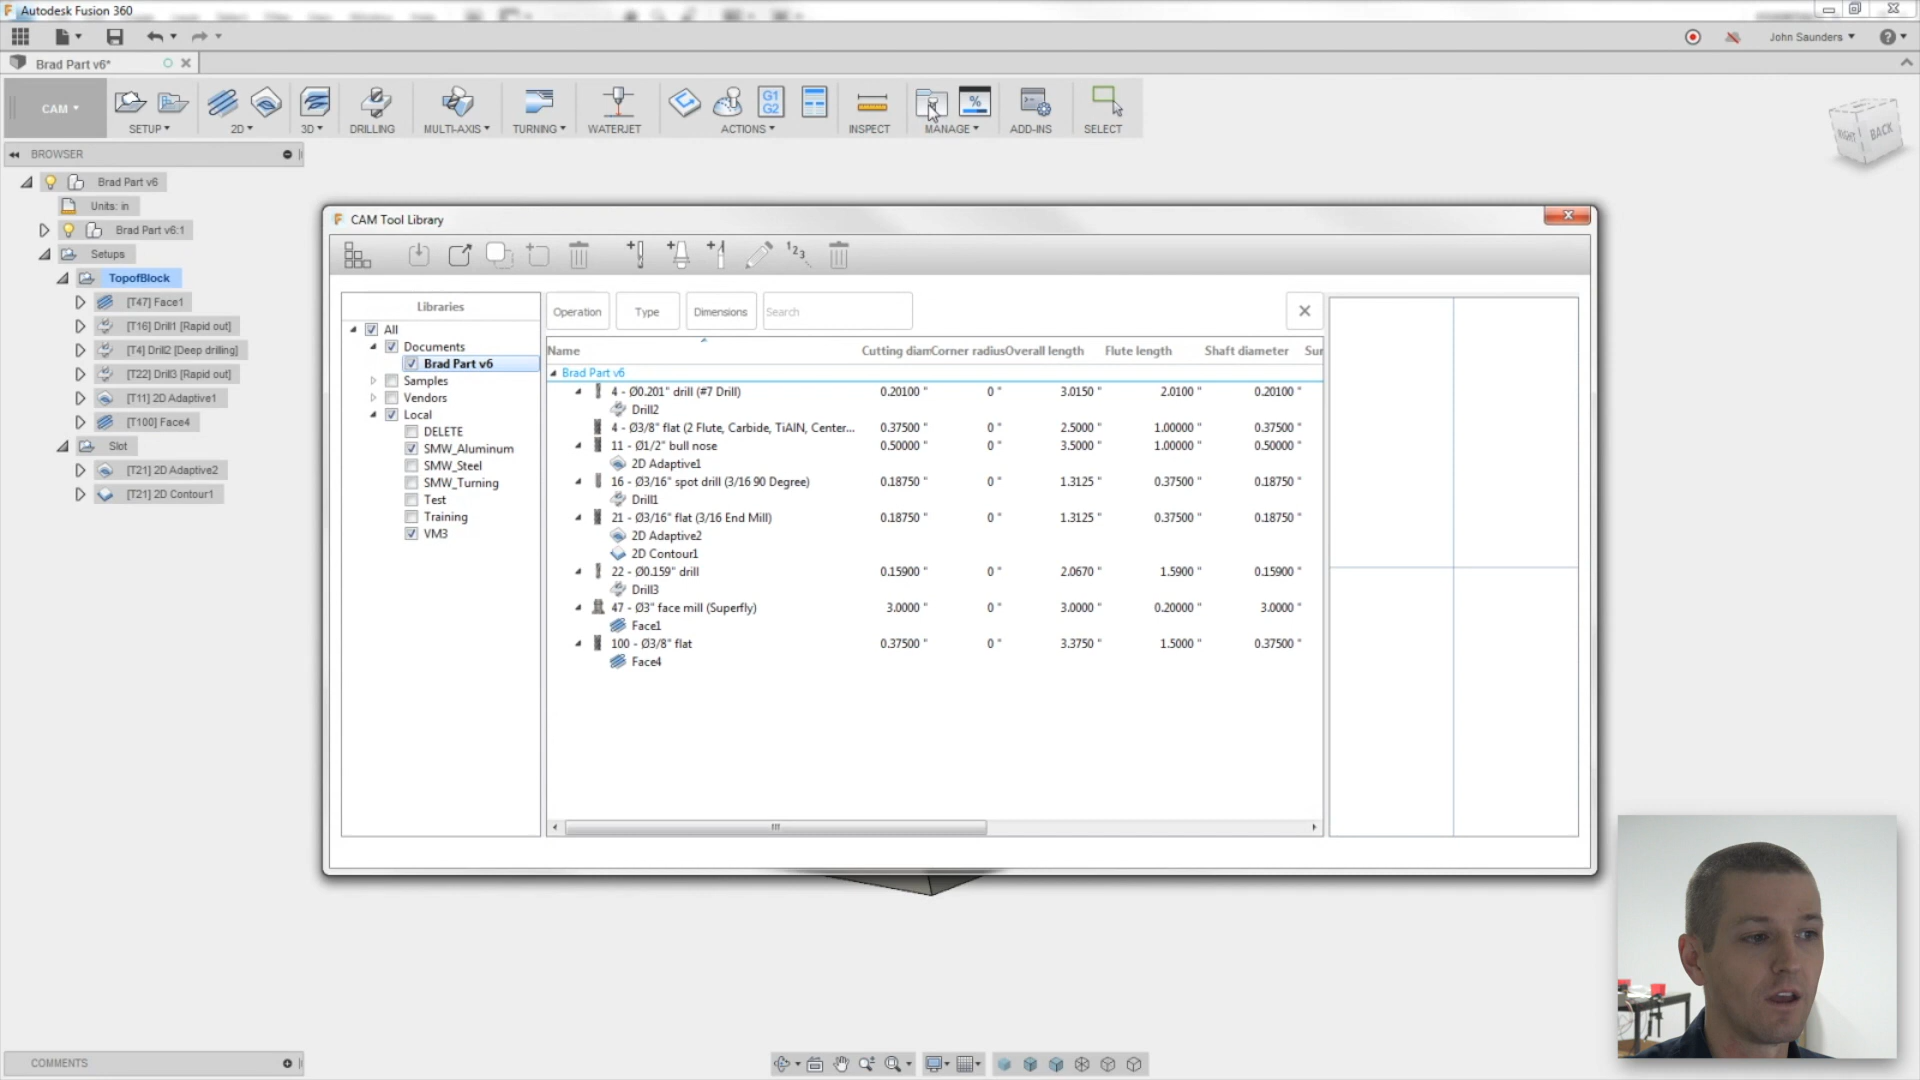 Autodesk Fusion 360
John Saunders
Brad Part v6*
CAM
SETUP
2D
3D
DRILLING
MULTI-AXIS
TURNING
WATERJET
G1
G2
ACTIONS
INSPECT
%
MANAGE
ADD-INS
SELECT
RIGHT
BACK
BROWSER
Brad Part v6
Units: in
Brad Part v6:1
Setups
TopofBlock
[T47] Face1
[T16] Drill1 [Rapid out]
[T4] Drill2 [Deep drilling]
[T22] Drill3 [Rapid out]
[T11] 2D Adaptive1
[T100] Face4
Slot
[T21] 2D Adaptive2
[T21] 2D Contour1
CAM Tool Library
123
Libraries
All
Documents
Brad Part v6
Samples
Vendors
Local
DELETE
SMW_Aluminum
SMW_Steel
SMW_Turning
Test
Training
VM3
Operation Type Dimensions Search
Name Cutting diam Corner radius Overall length Flute length Shaft diameter Sur
Brad Part v6
4 - Ø0.201" drill (#7 Drill) 0.20100 " 0 " 3.0150 " 2.0100 " 0.20100 "
Drill2
4 - Ø3/8" flat (2 Flute, Carbide, TiAlN, Center... 0.37500 " 0 " 2.5000 " 1.00000 " 0.37500 "
11 - Ø1/2" bull nose 0.50000 " 0 " 3.5000 " 1.00000 " 0.50000 "
2D Adaptive1
16 - Ø3/16" spot drill (3/16 90 Degree) 0.18750 " 0 " 1.3125 " 0.37500 " 0.18750 "
Drill1
21 - Ø3/16" flat (3/16 End Mill) 0.18750 " 0 " 1.3125 " 0.37500 " 0.18750 "
2D Adaptive2
2D Contour1
22 - Ø0.159" drill 0.15900 " 0 " 2.0670 " 1.5900 " 0.15900 "
Drill3
47 - Ø3" face mill (Superfly) 3.0000 " 0 " 3.0000 " 0.20000 " 3.0000 "
Face1
100 - Ø3/8" flat 0.37500 " 0 " 3.3750 " 1.5000 " 0.37500 "
Face4
COMMENTS